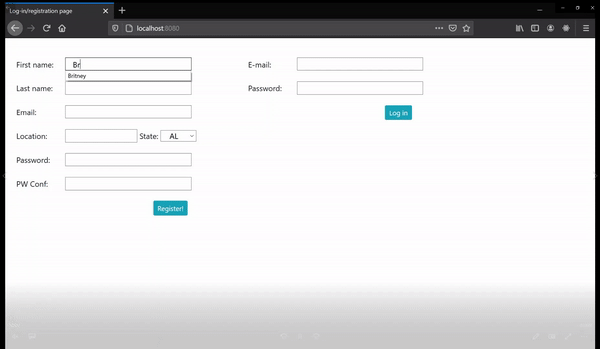 Log-in/registration page
localhost:8080
First name: Br
Britney
Last name:
Email:
Location: State: AL
Password:
PW Conf:
Register!
E-mail:
Password:
Log in